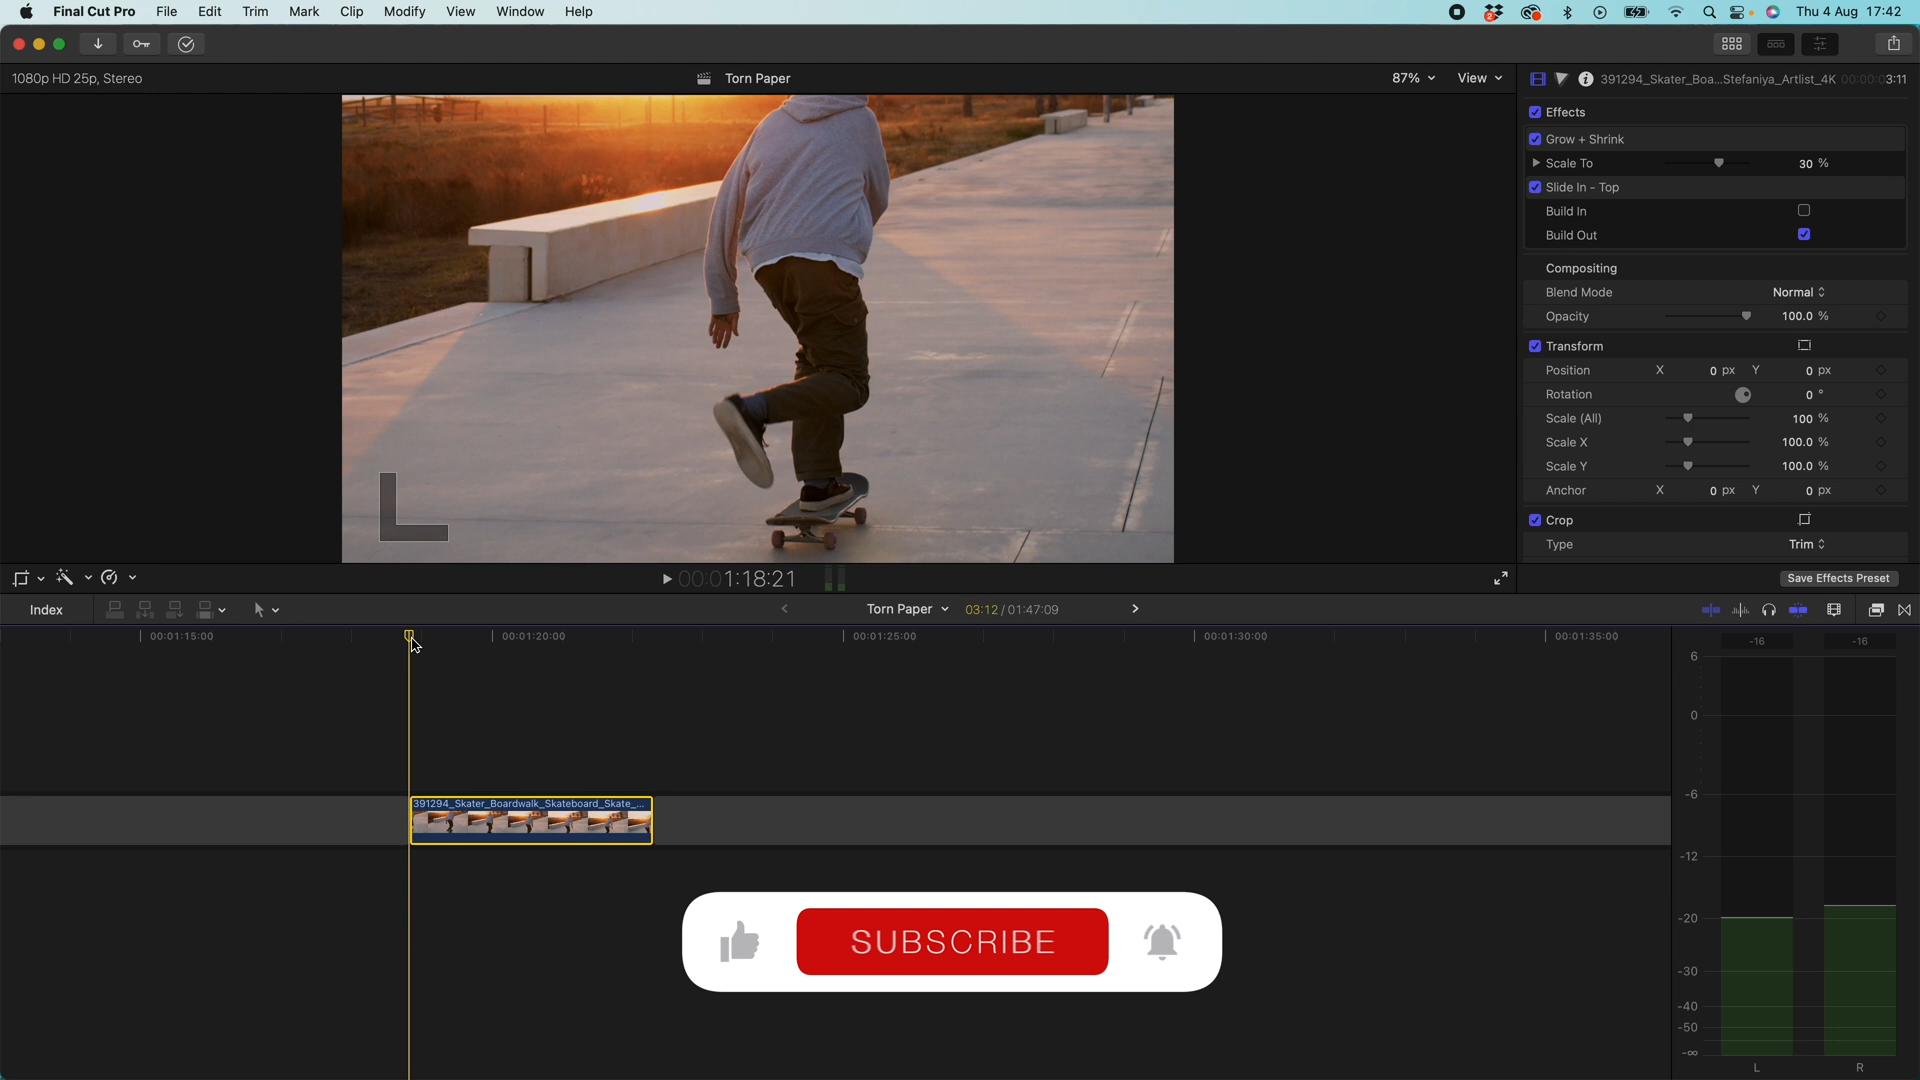 Final Cut Pro File Edit Trim Mark Clip Modify View Window Help 2 Thu 4 Aug 17:42
1080p HD 25p, Stereo Torn Paper 87% View 391294_Skater_Boa...Stefaniya_Artlist_4K 00:00:03:11
Effects
Grow + Shrink
Scale To 30 %
Slide In - Top
Build In
Build Out
Compositing
Blend Mode Normal
Opacity 100.0 %
Transform
Position X 0 px Y 0 px
Rotation 0 °
Scale (All) 100 %
Scale X 100.0 %
Scale Y 100.0 %
Anchor X 0 px Y 0 px
Crop
Type Trim
00:01:18:21 Save Effects Preset
Index Torn Paper 03:12 / 01:47:09
00:01:15:00 00:01:20:00 00:01:25:00 00:01:30:00 00:01:35:00
-16 -16
6
0
-6
391294_Skater_Boardwalk_Skateboard_Skate_...
-12
-20
SUBSCRIBE
-30
-40
-50
-∞
L R